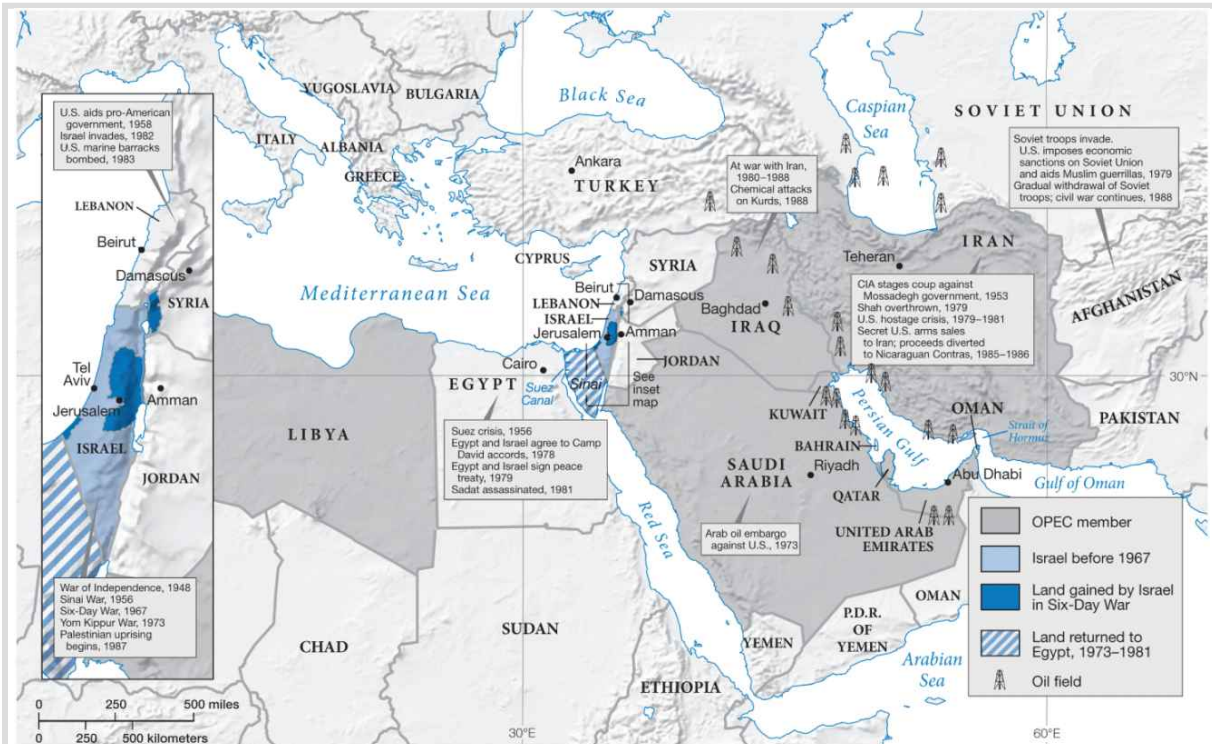 U.S. aids pro-American
government, 1958
Israel invades, 1982
U.S. marine barracks
bombed, 1983
LEBANON
Beirut
Damascus
SYRIA
Tel
Aviv
Jerusalem
Amman
ISRAEL
JORDAN
War of Independence, 1948
Sinai War, 1956
Six-Day War, 1967
Yom Kippur War, 1973
Palestinian uprising
begins, 1987
0 250 500 miles
0 250 500 kilometers
YUGOSLAVIA
BULGARIA
ITALY
ALBANIA
GREECE
Black Sea
Ankara
TURKEY
Caspian
Sea
SOVIET UNION
Soviet troops invade.
U.S. imposes economic
sanctions on Soviet Union
and aids Muslim guerrillas, 1979
Gradual withdrawal of Soviet
troops; civil war continues, 1988
At war with Iran,
1980–1988
Chemical attacks
on Kurds, 1988
Mediterranean Sea
CYPRUS
SYRIA
Beirut
Damascus
LEBANON
ISRAEL
Jerusalem
Amman
JORDAN
Baghdad
IRAQ
Teheran
IRAN
CIA stages coup against
Mossadegh government, 1953
Shah overthrown, 1979
U.S. hostage crisis, 1979–1981
Secret U.S. arms sales
to Iran; proceeds diverted
to Nicaraguan Contras, 1985–1986
AFGHANISTAN
PAKISTAN
30°N
Cairo
EGYPT
Suez
Canal
Sinai
See
inset
map
Suez crisis, 1956
Egypt and Israel agree to Camp
David accords, 1978
Egypt and Israel sign peace
treaty, 1979
Sadat assassinated, 1981
LIBYA
KUWAIT
Persian Gulf
BAHRAIN
OMAN
Strait of
Hormuz
SAUDI
ARABIA
Riyadh
QATAR
Abu Dhabi
Gulf of Oman
UNITED ARAB
EMIRATES
Arab oil embargo
against U.S., 1973
Red Sea
CHAD
SUDAN
ETHIOPIA
YEMEN
P.D.R.
OF
YEMEN
OMAN
Arabian
Sea
30°E
60°E
OPEC member
Israel before 1967
Land gained by Israel
in Six-Day War
Land returned to
Egypt, 1973–1981
Oil field